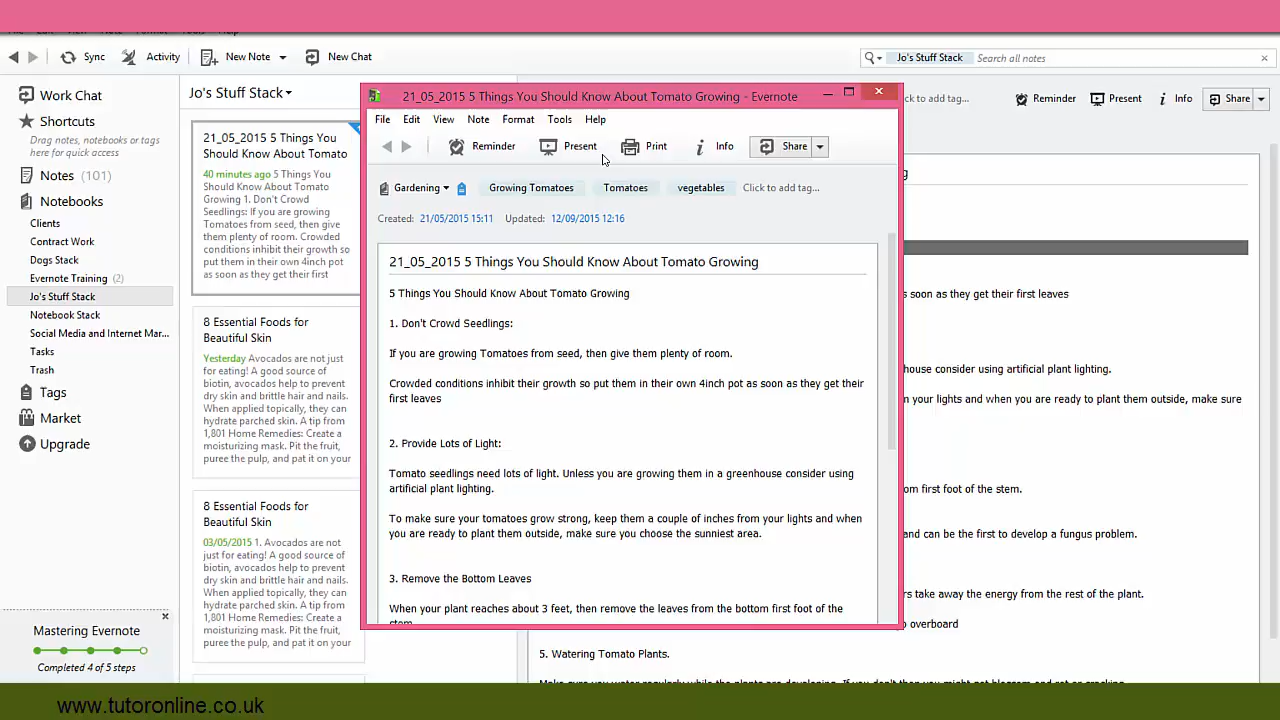 Sync
Activity
New Note
New Chat
Jo's Stuff Stack
Search all notes
Work Chat
Shortcuts
Drag notes, notebooks or tags
here for quick access
Notes (101)
Notebooks
Clients
Contract Work
Dogs Stack
Evernote Training (2)
Jo's Stuff Stack
Notebook Stack
Social Media and Internet Mar...
Tasks
Trash
Tags
Market
Upgrade
Mastering Evernote
Completed 4 of 5 steps
Jo's Stuff Stack
21_05_2015 5 Things You
Should Know About Tomato
40 minutes ago 5 Things You
Should Know About Tomato
Growing 1. Don't Crowd
Seedlings: If you are growing
Tomatoes from seed, then give
them plenty of room. Crowded
conditions inhibit their growth so
put them in their own 4inch pot
as soon as they get their first
8 Essential Foods for
Beautiful Skin
Yesterday Avocados are not just
for eating! A good source of
biotin, avocados help to prevent
dry skin and brittle hair and nails.
When applied topically, they can
hydrate parched skin. A tip from
1,801 Home Remedies: Create a
moisturizing mask. Pit the fruit,
puree the pulp, and pat it on your
8 Essential Foods for
Beautiful Skin
03/05/2015 1. Avocados are not
just for eating! A good source of
biotin, avocados help to prevent
dry skin and brittle hair and nails.
When applied topically, they can
hydrate parched skin. A tip from
1,801 Home Remedies: Create a
moisturizing mask. Pit the fruit,
puree the pulp, and pat it on your
21_05_2015 5 Things You Should Know About Tomato Growing - Evernote
File Edit View Note Format Tools Help
Reminder Present Print Info Share
Gardening Growing Tomatoes Tomatoes vegetables Click to add tag...
Created: 21/05/2015 15:11 Updated: 12/09/2015 12:16
21_05_2015 5 Things You Should Know About Tomato Growing
5 Things You Should Know About Tomato Growing
1. Don't Crowd Seedlings:
If you are growing Tomatoes from seed, then give them plenty of room.
Crowded conditions inhibit their growth so put them in their own 4inch pot as soon as they get their
first leaves
2. Provide Lots of Light:
Tomato seedlings need lots of light. Unless you are growing them in a greenhouse consider using
artificial plant lighting.
To make sure your tomatoes grow strong, keep them a couple of inches from your lights and when
you are ready to plant them outside, make sure you choose the sunniest area.
3. Remove the Bottom Leaves
When your plant reaches about 3 feet, then remove the leaves from the bottom first foot of the
stem
to add tag...
Reminder Present Info Share
soon as they get their first leaves
house consider using artificial plant lighting.
your lights and when you are ready to plant them outside, make sure
first foot of the stem.
and can be the first to develop a fungus problem.
take away the energy from the rest of the plant.
overboard
5. Watering Tomato Plants.
www.tutoronline.co.uk